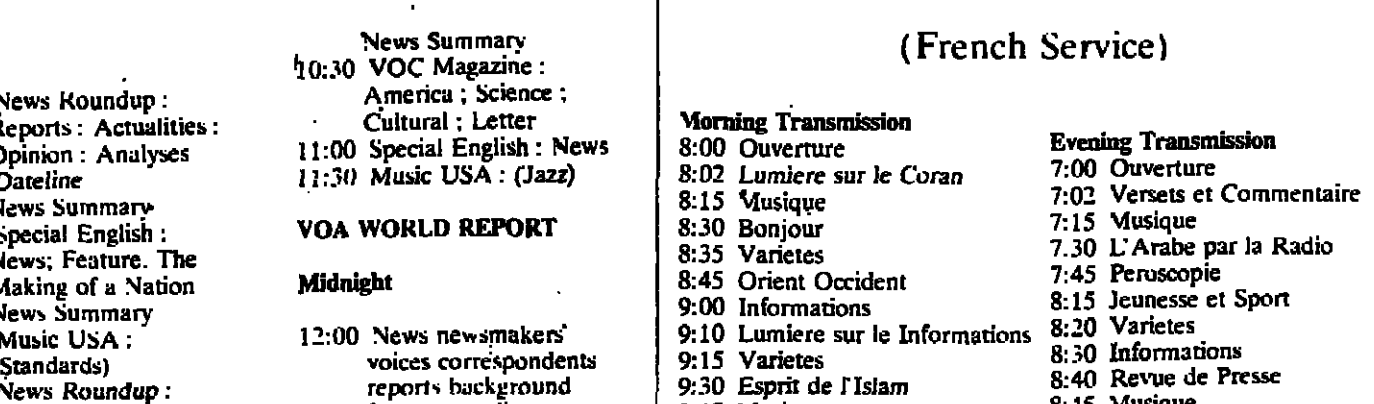 News Roundup :
Reports : Actualities :
Opinion : Analyses
Dateline
News Summary
Special English :
News; Feature. The
Making of a Nation
News Summary
Music USA :
(Standards)
News Roundup :
News Summary
10:30 VOC Magazine :
America ; Science ;
Cultural ; Letter
11:00 Special English : News
11:30 Music USA : (Jazz)
VOA WORLD REPORT
Midnight
12:00 News newsmakers'
voices correspondents
reports background
(French Service)
Morning Transmission
8:00 Ouverture
8:02 Lumiere sur le Coran
8:15 Musique
8:30 Bonjour
8:35 Varietes
8:45 Orient Occident
9:00 Informations
9:10 Lumiere sur le Informations
9:15 Varietes
9:30 Esprit de l'Islam
Evening Transmission
7:00 Ouverture
7:02 Versets et Commentaire
7:15 Musique
7.30 L'Arabe par la Radio
7:45 Peruscopie
8:15 Jeunesse et Sport
8:20 Varietes
8:30 Informations
8:40 Revue de Presse
Musique